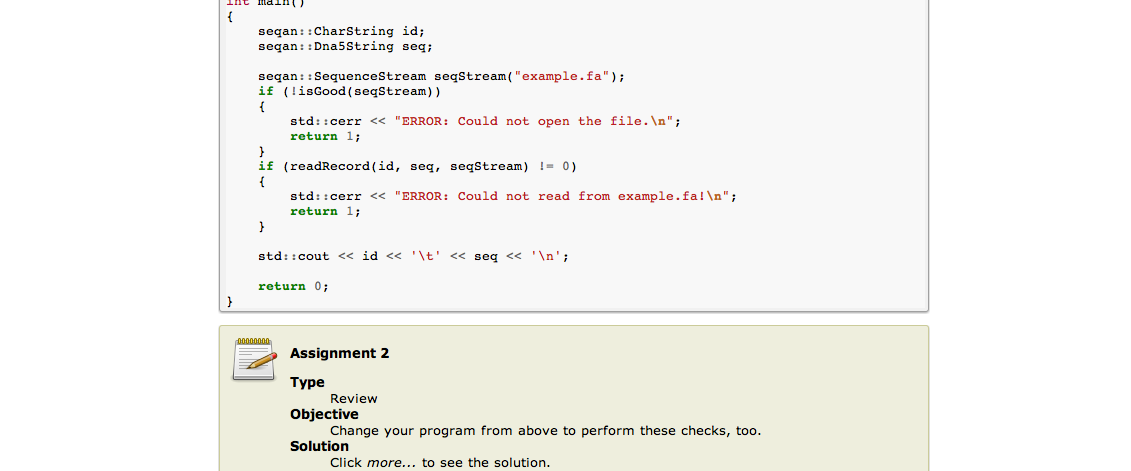 int main()
{
    seqan::CharString id;
    seqan::Dna5String seq;
    seqan::SequenceStream seqStream("example.fa");
    if (!isGood(seqStream))
    {
        std::cerr << "ERROR: Could not open the file.\n";
        return 1;
    }
    if (readRecord(id, seq, seqStream) != 0)
    {
        std::cerr << "ERROR: Could not read from example.fa!\n";
        return 1;
    }
    std::cout << id << '\t' << seq << '\n';
    return 0;
}
Assignment 2
Type
Review
Objective
Change your program from above to perform these checks, too.
Solution
Click more... to see the solution.